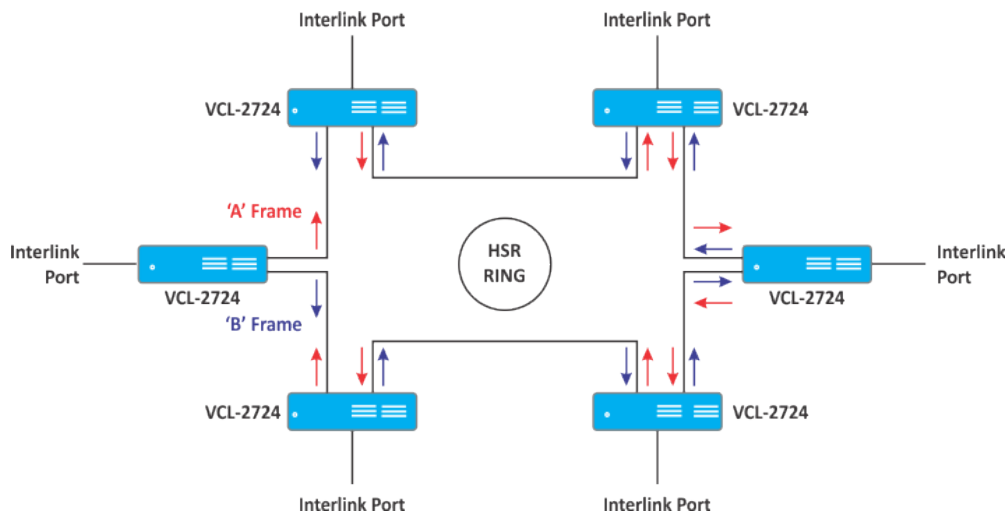 Interlink Port
Interlink Port
VCL-2724
VCL-2724
'A' Frame
Interlink
Port
VCL-2724
HSR
RING
VCL-2724
Interlink
Port
'B' Frame
VCL-2724
VCL-2724
Interlink Port
Interlink Port